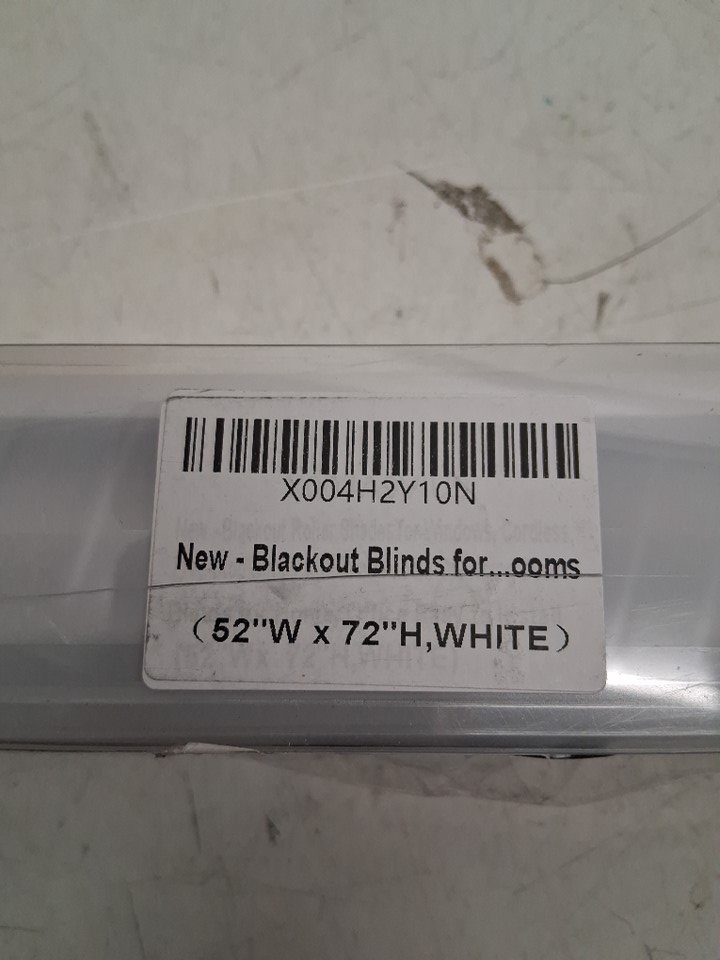 X004H2Y10N
New - Blackout Blinds for...ooms
（52"W x 72"H,WHITE）